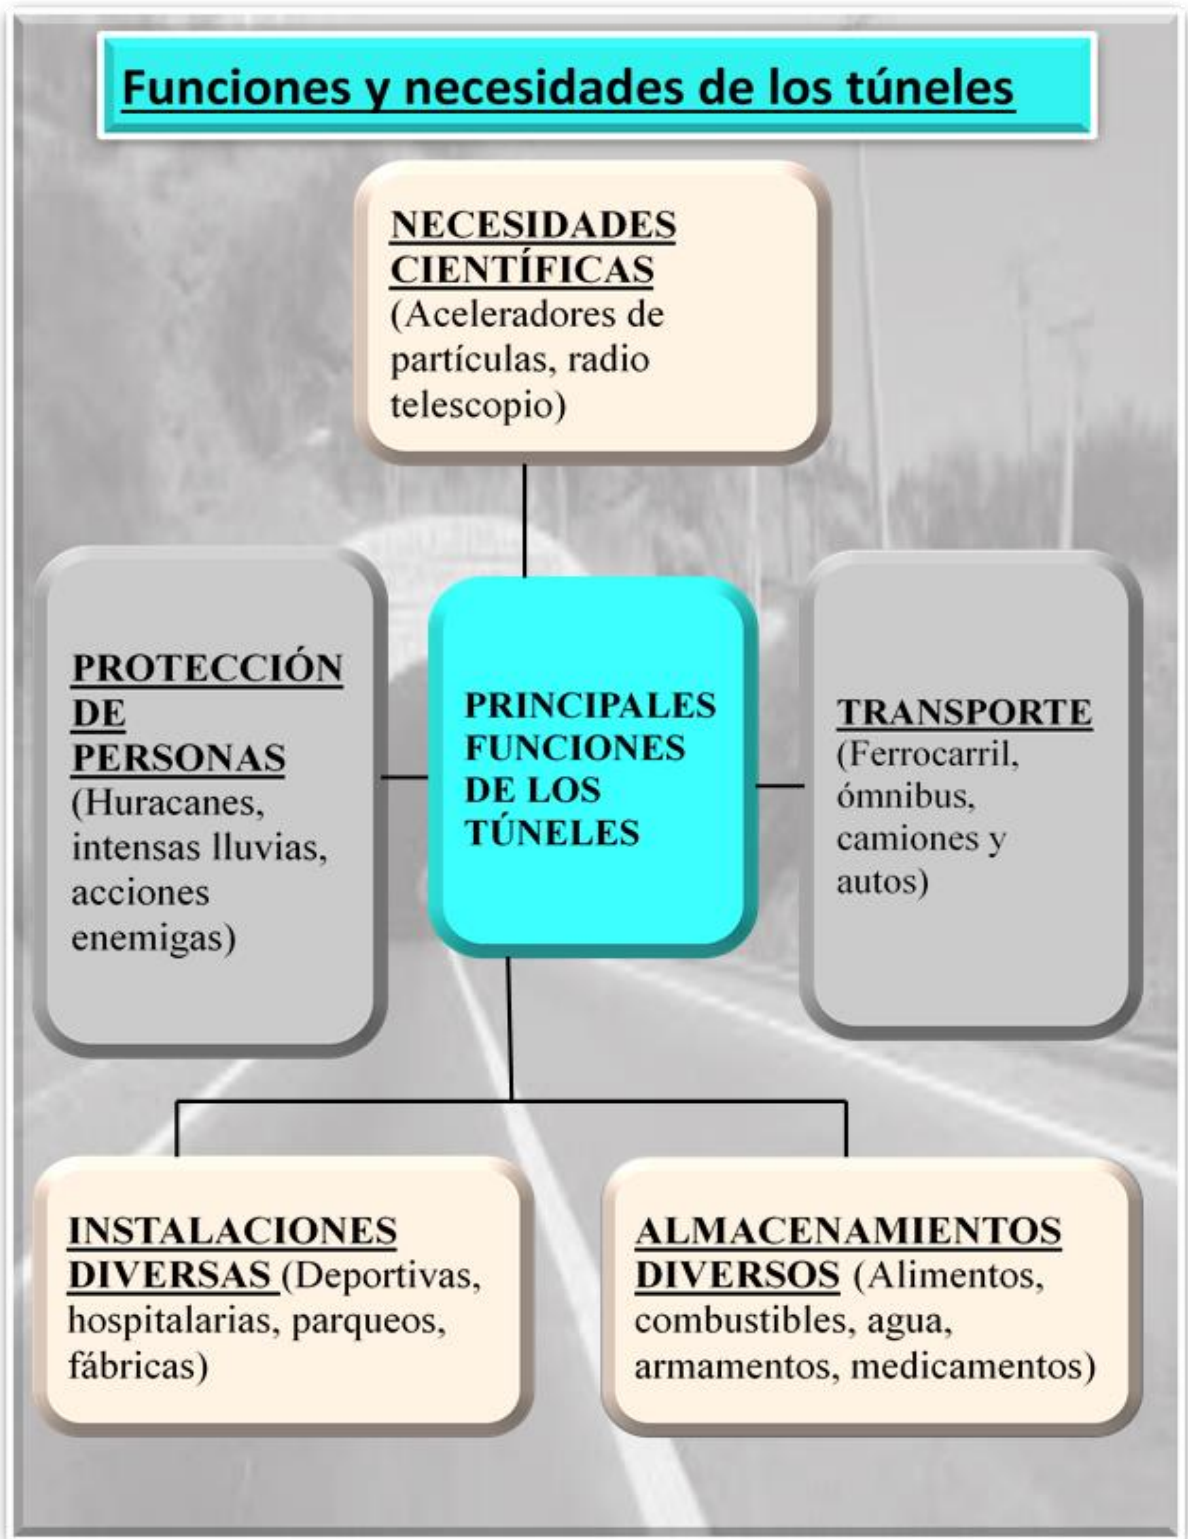 Funciones y necesidades de los túneles
NECESIDADES
CIENTÍFICAS
(Aceleradores de
partículas, radio
telescopio)
PROTECCIÓN
DE
PERSONAS
(Huracanes,
intensas lluvias,
acciones
enemigas)
PRINCIPALES
FUNCIONES
DE LOS
TÚNELES
TRANSPORTE
(Ferrocarril,
ómnibus,
camiones y
autos)
INSTALACIONES
DIVERSAS (Deportivas,
hospitalarias, parqueos,
fábricas)
ALMACENAMIENTOS
DIVERSOS (Alimentos,
combustibles, agua,
armamentos, medicamentos)